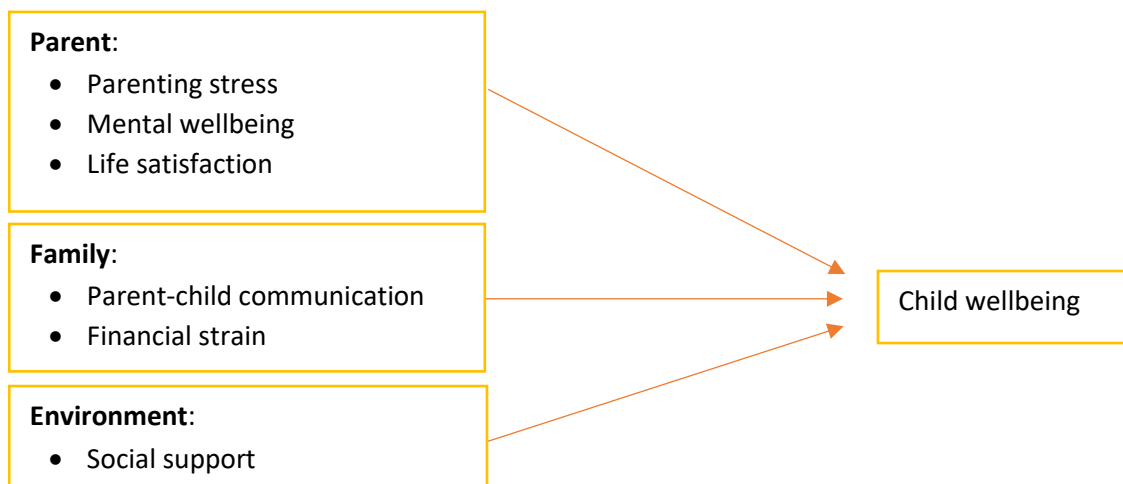 Parent:
• Parenting stress
• Mental wellbeing
• Life satisfaction
Family:
• Parent-child communication
• Financial strain
Environment:
• Social support
Child wellbeing